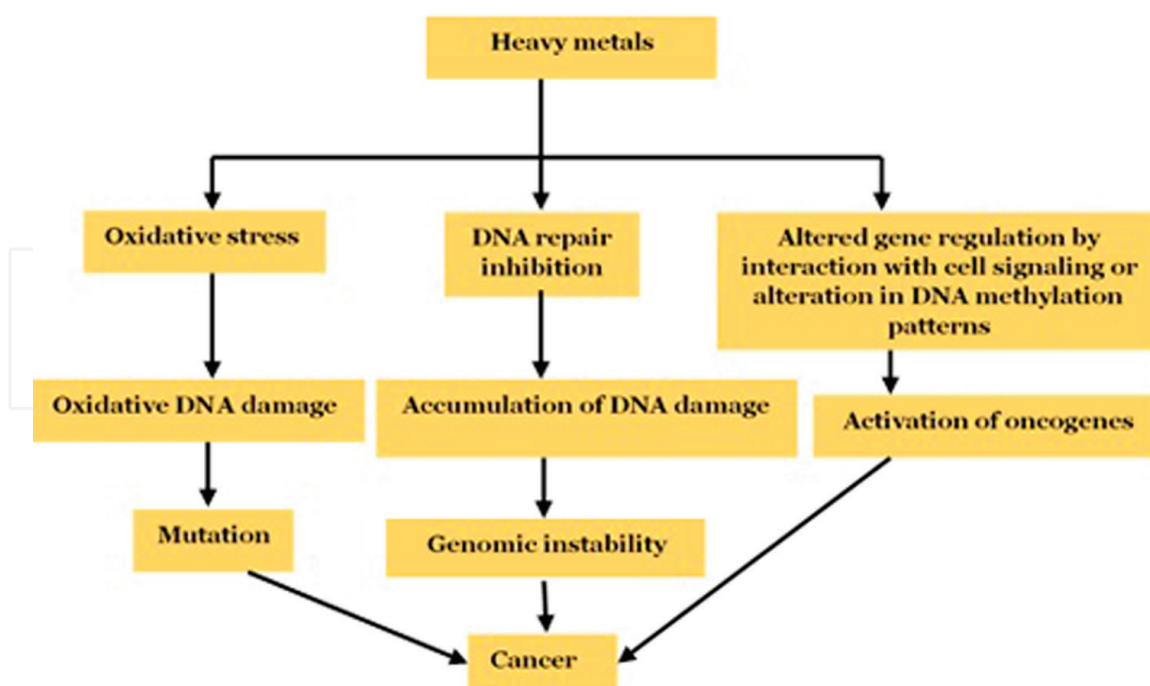 Heavy metals
Oxidative stress
DNA repair
inhibition
Altered gene regulation by
interaction with cell signaling or
alteration in DNA methylation
patterns
Oxidative DNA damage
Accumulation of DNA damage
Activation of oncogenes
Mutation
Genomic instability
Cancer